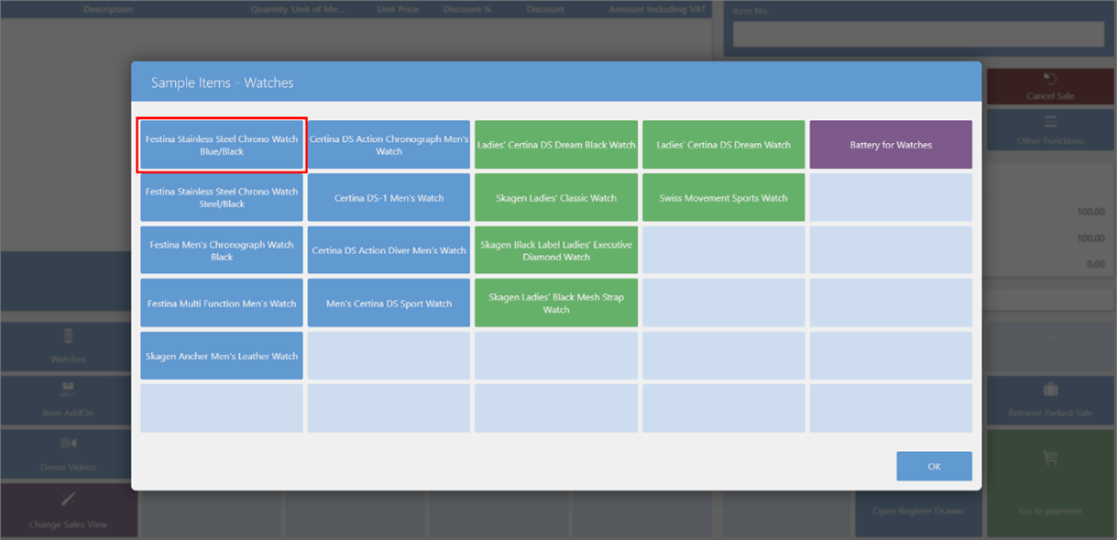 Description Quantity Unit of Me... Unit Price Discount % Discount Amount Including VAT
Item No.
Sample Items - Watches
Cancel Sale
Other Functions
Festina Stainless Steel Chrono Watch
Blue/Black
Certina DS Action Chronograph Men's
Watch
Ladies' Certina DS Dream Black Watch
Ladies' Certina DS Dream Watch
Battery for Watches
Festina Stainless Steel Chrono Watch
Steel/Black
Certina DS-1 Men's Watch
Skagen Ladies' Classic Watch
Swiss Movement Sports Watch
100,00
100,00
0,00
Festina Men's Chronograph Watch
Black
Certina DS Action Diver Men's Watch
Skagen Black Label Ladies' Executive
Diamond Watch
Festina Multi Function Men's Watch
Men's Certina DS Sport Watch
Skagen Ladies' Black Mesh Strap
Watch
Skagen Ancher Men's Leather Watch
OK
Watches
Item AddOn
Demo Videos
Change Sales View
Retrieve Parked Sale
Open Register Drawer
Go to payment